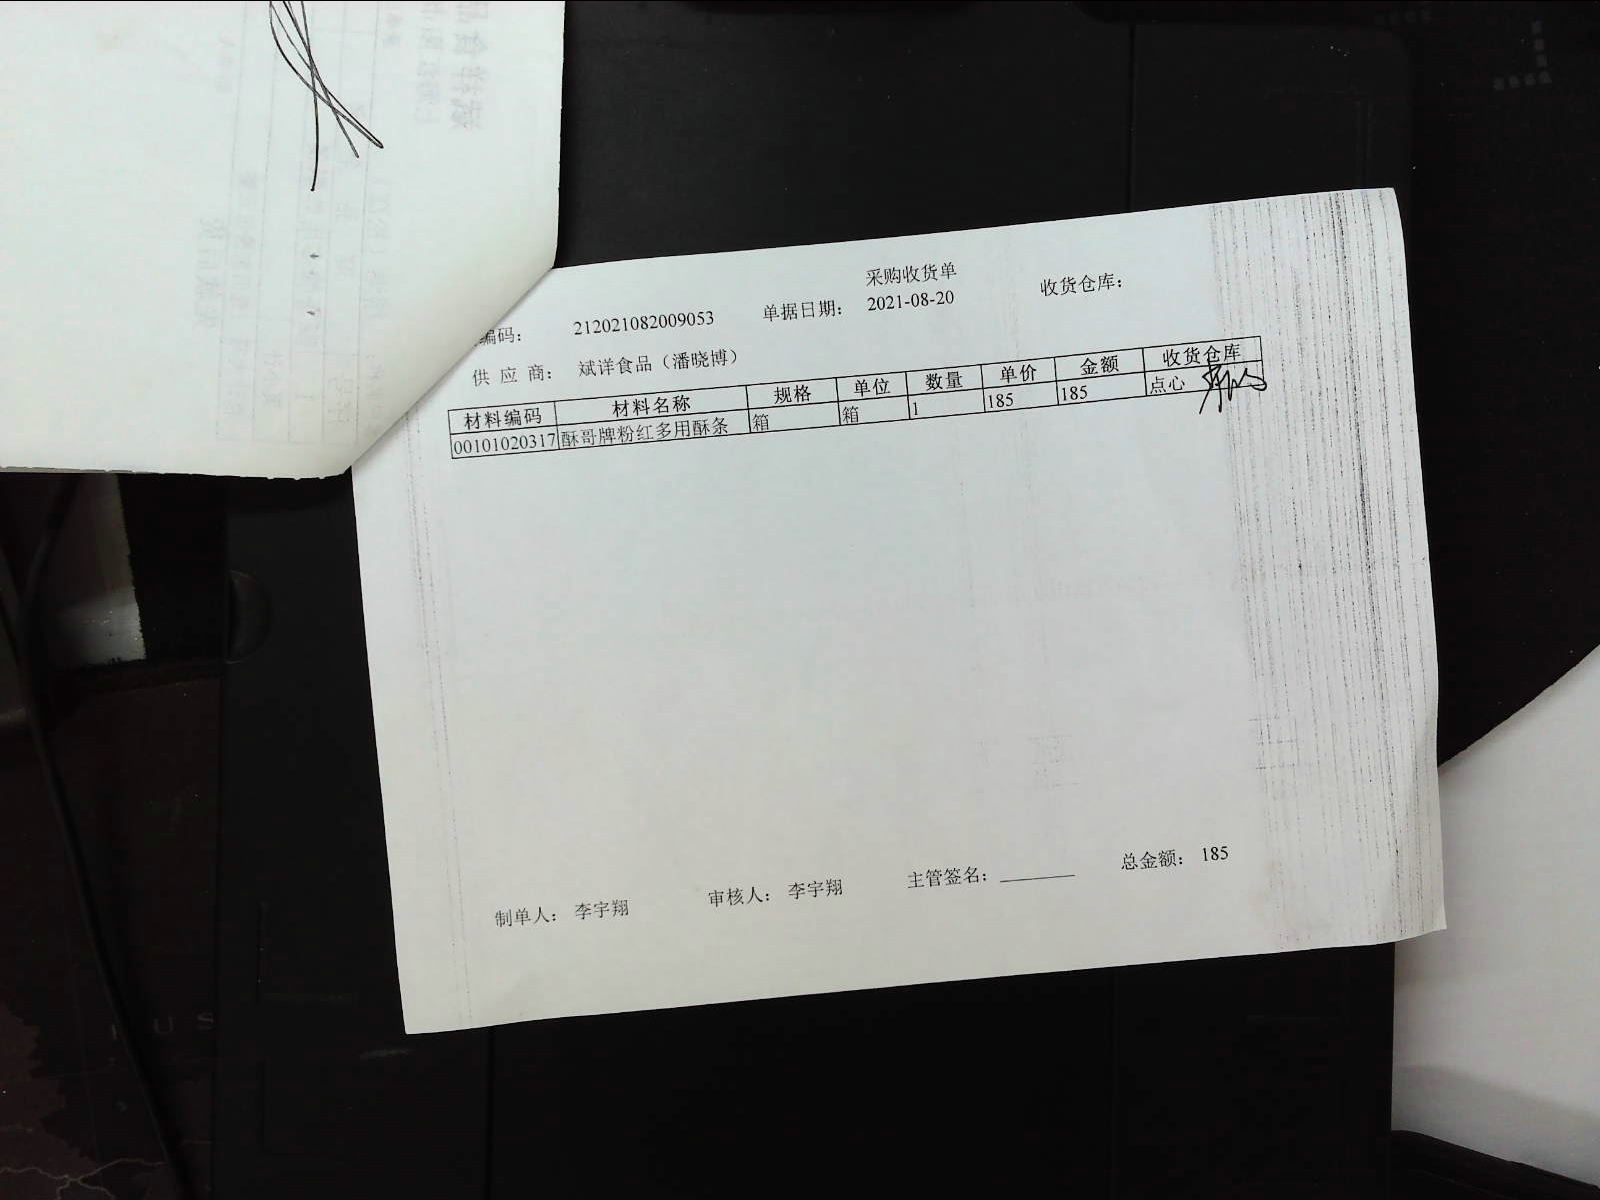 采购收货单
编码： 212021082009053 单据日期： 2021-08-20 收货仓库：
供 应 商： 斌洋食品（潘晓博）
材料编码 材料名称 规格 单位 数量 单价 金额 收货仓库
00101020317 酥哥牌粉红多用酥条 箱 箱 1 185 185 点心
制单人： 李宇翔 审核人： 李宇翔 主管签名： 总金额： 185